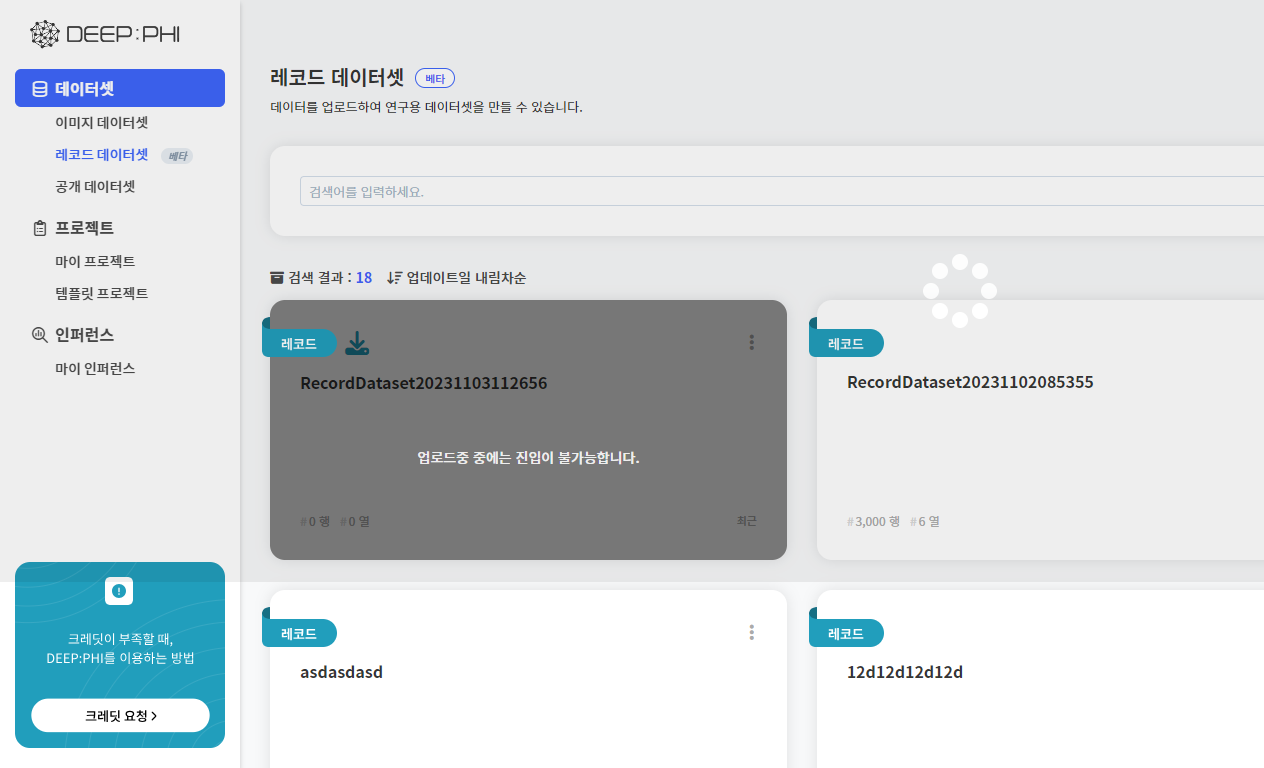 DEEP:PHI
데이터셋
이미지 데이터셋
레코드 데이터셋 베타
공개 데이터셋
프로젝트
마이 프로젝트
템플릿 프로젝트
인퍼런스
마이 인퍼런스
크레딧이 부족할 때,
DEEP:PHI를 이용하는 방법
크레딧 요청 >
레코드 데이터셋 베타
데이터를 업로드하여 연구용 데이터셋을 만들 수 있습니다.
검색어를 입력하세요.
검색 결과 : 18 업데이트일 내림차순
레코드
RecordDataset20231103112656
업로드중 중에는 진입이 불가능합니다.
#0 행 #0 열 최근
레코드
RecordDataset20231102085355
#3,000 행 #6 열
레코드
asdasdasd
레코드
12d12d12d12d